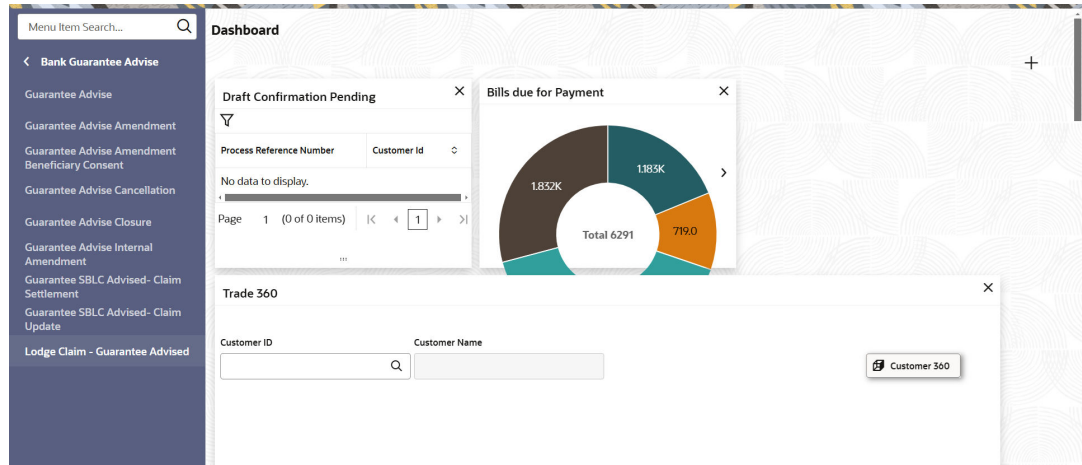 Menu Item Search...
Dashboard
Bank Guarantee Advise
Guarantee Advise
Guarantee Advise Amendment
Guarantee Advise Amendment
Beneficiary Consent
Guarantee Advise Cancellation
Guarantee Advise Closure
Guarantee Advise Internal
Amendment
Guarantee SBLC Advised- Claim
Settlement
Guarantee SBLC Advised- Claim
Update
Lodge Claim - Guarantee Advised
Draft Confirmation Pending
Process Reference Number Customer Id
No data to display.
Page 1 (0 of 0 items) 1
Bills due for Payment
1.183K
1.832K
719.0
Total 6291
Trade 360
Customer ID Customer Name
Customer 360